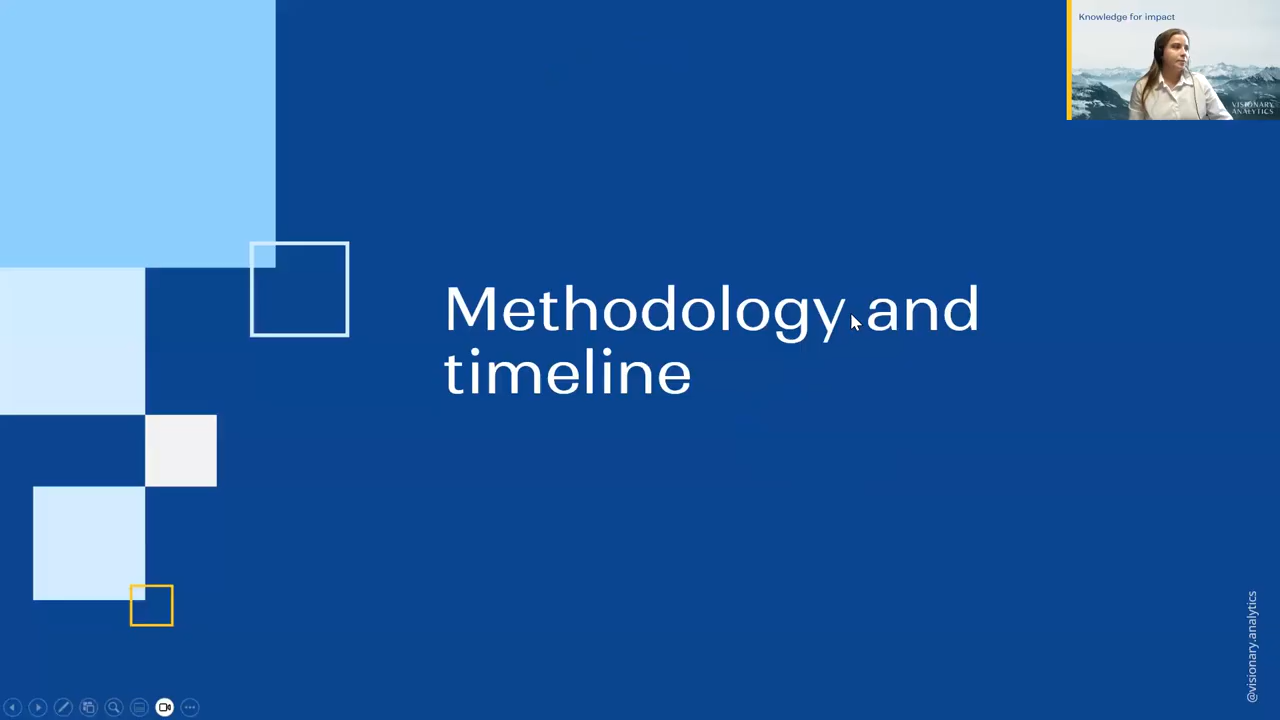 Knowledge for impact
VISIONARY
ANALYTICS
Methodology and
timeline
@visionary.analytics